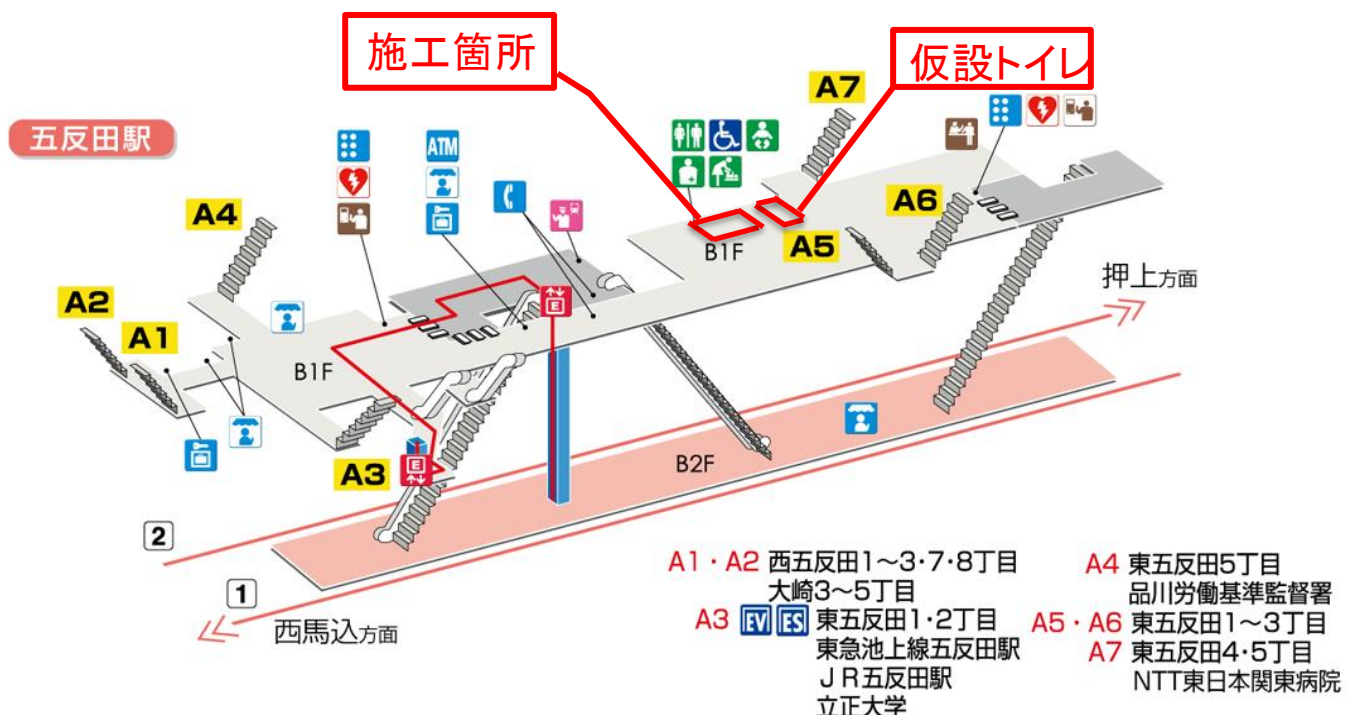 施工箇所
仮設トイレ
五反田駅
A7
ATM
A4
A6
A2
A5
B1F
押上方面
A1
E
B1F
A3
E
B2F
2
1
西馬込方面
A1・A2 西五反田1～3・7・8丁目
大崎3～5丁目
A3 EV ES 東五反田1・2丁目
東急池上線五反田駅
ＪＲ五反田駅
立正大学
A4 東五反田5丁目
品川労働基準監督署
A5・A6 東五反田1～3丁目
A7 東五反田4・5丁目
NTT東日本関東病院